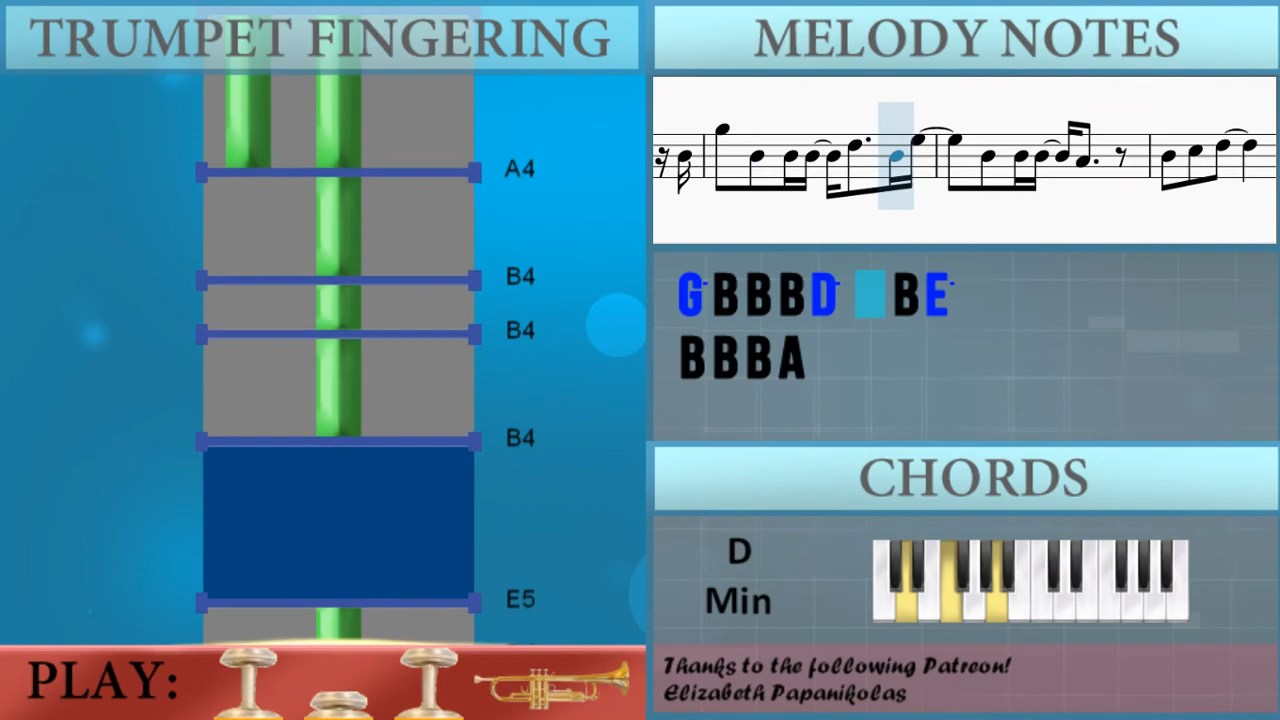 TRUMPET FINGERING
MELODY NOTES
A4
B4
B4
B4
E5
G BBBD BE
BBBA
CHORDS
D
Min
PLAY:
Thanks to the following Patreon!
Elizabeth Papanikolas